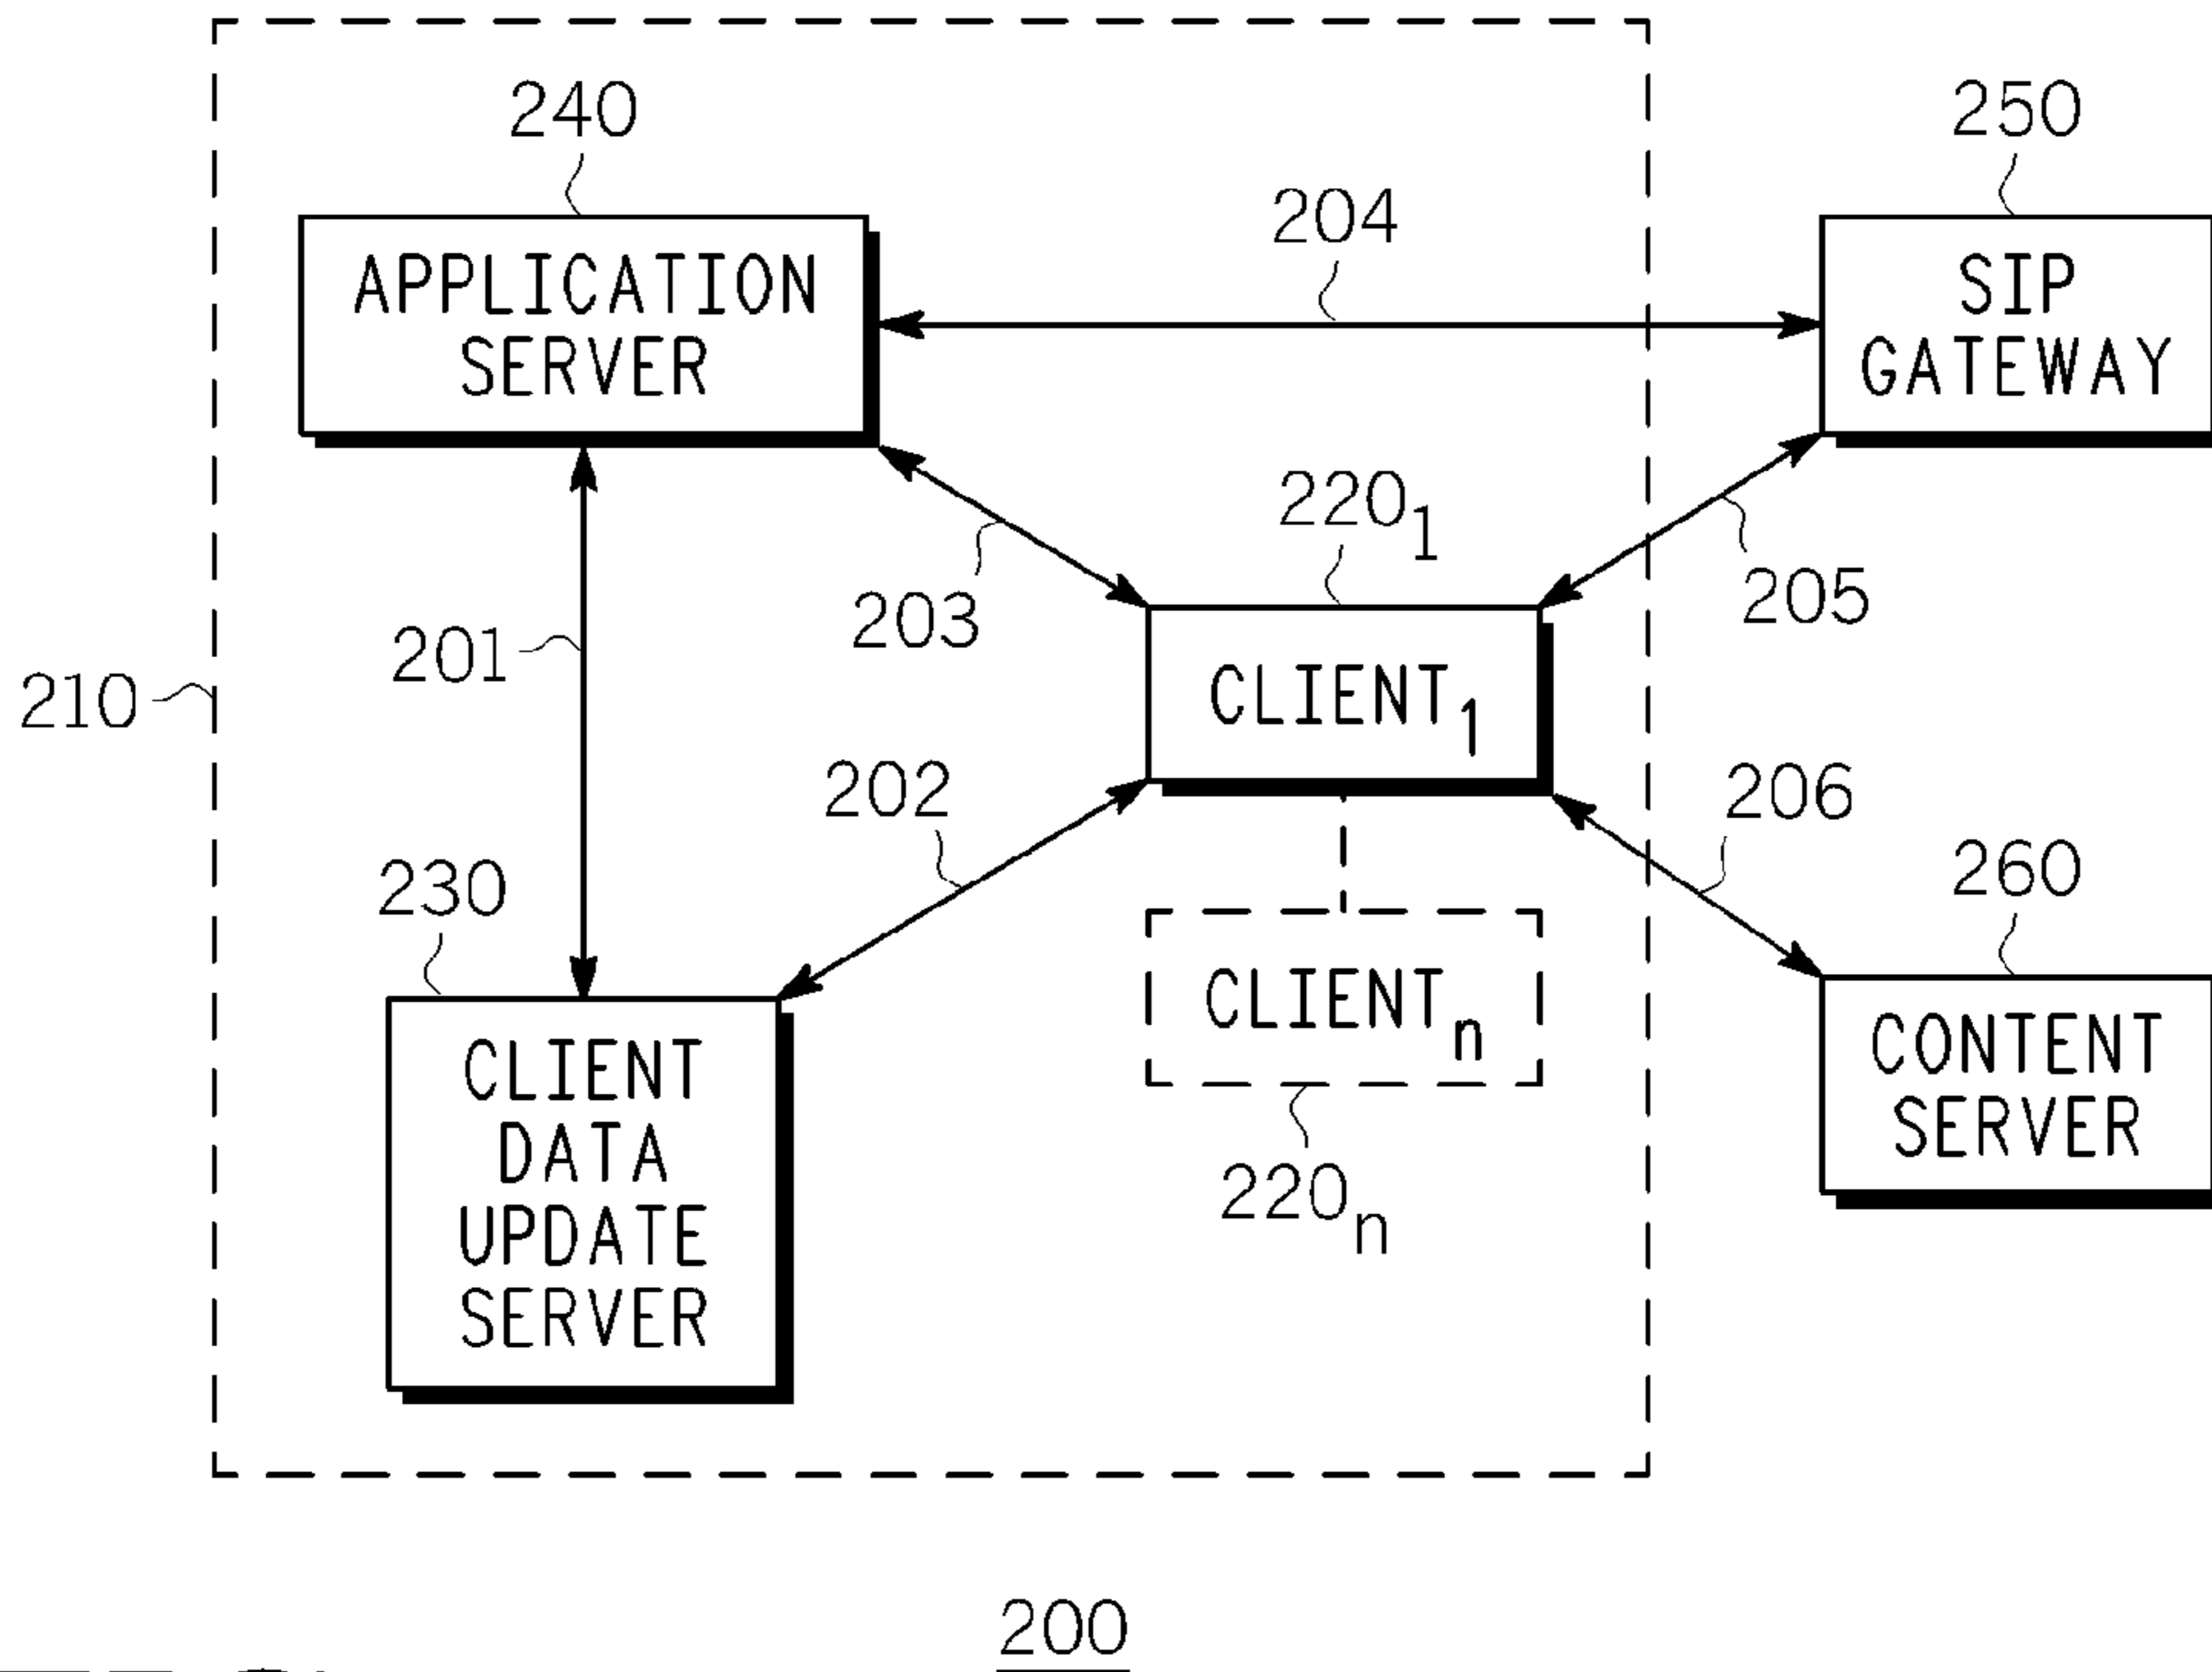 240
250
204
APPLICATION
SERVER
SIP
GATEWAY
220₁
203
205
201
210
CLIENT₁
202
206
230
260
CLIENTₙ
CLIENT
DATA
UPDATE
SERVER
CONTENT
SERVER
220ₙ
200